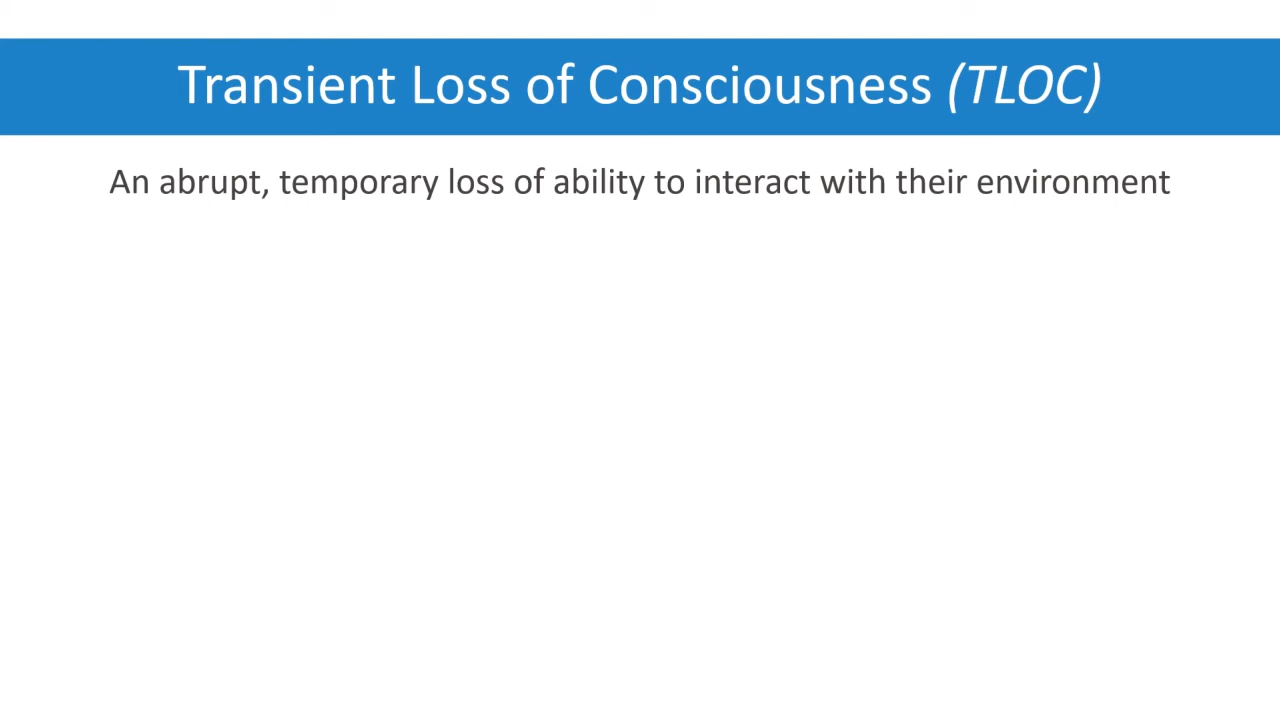 Transient Loss of Consciousness (TLOC)
An abrupt, temporary loss of ability to interact with their environment